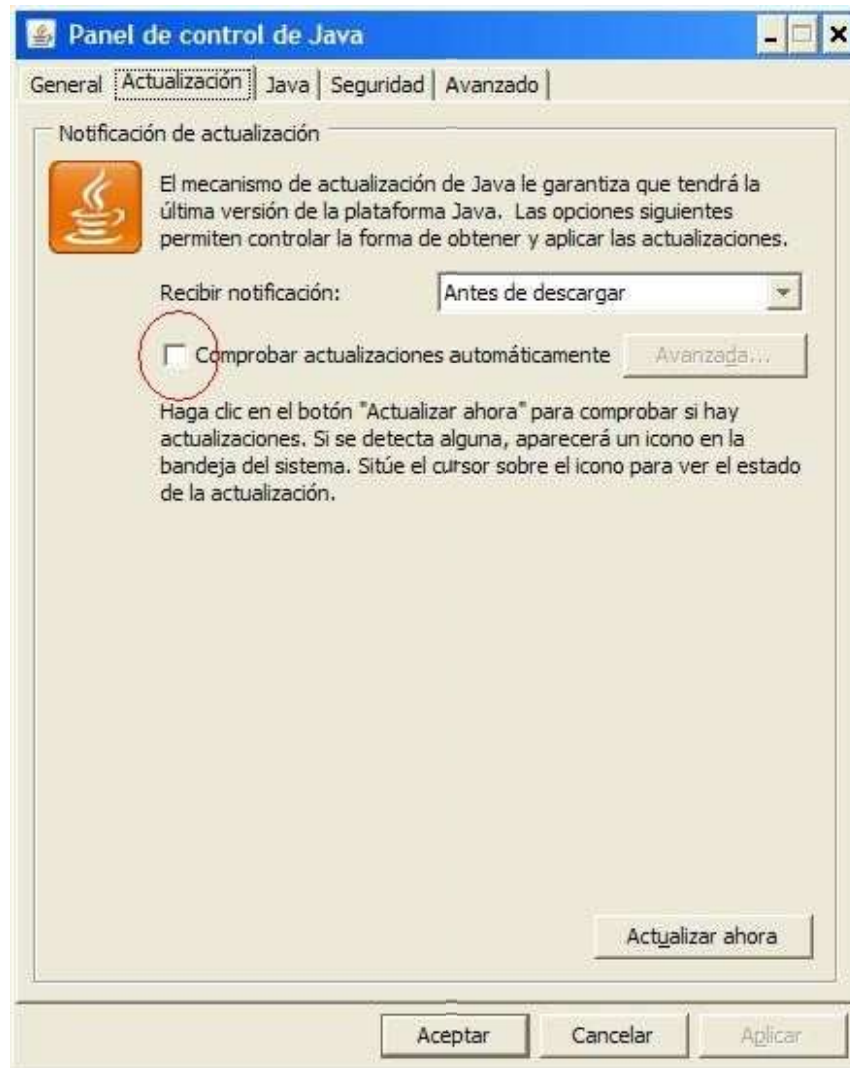 Panel de control de Java
General Actualización Java Seguridad Avanzado
Notificación de actualización
El mecanismo de actualización de Java le garantiza que tendrá la
última versión de la plataforma Java. Las opciones siguientes
permiten controlar la forma de obtener y aplicar las actualizaciones.
Recibir notificación: Antes de descargar
Comprobar actualizaciones automáticamente Avanzada...
Haga clic en el botón "Actualizar ahora" para comprobar si hay
actualizaciones. Si se detecta alguna, aparecerá un icono en la
bandeja del sistema. Sitúe el cursor sobre el icono para ver el estado
de la actualización.
Actualizar ahora
Aceptar Cancelar Aplicar